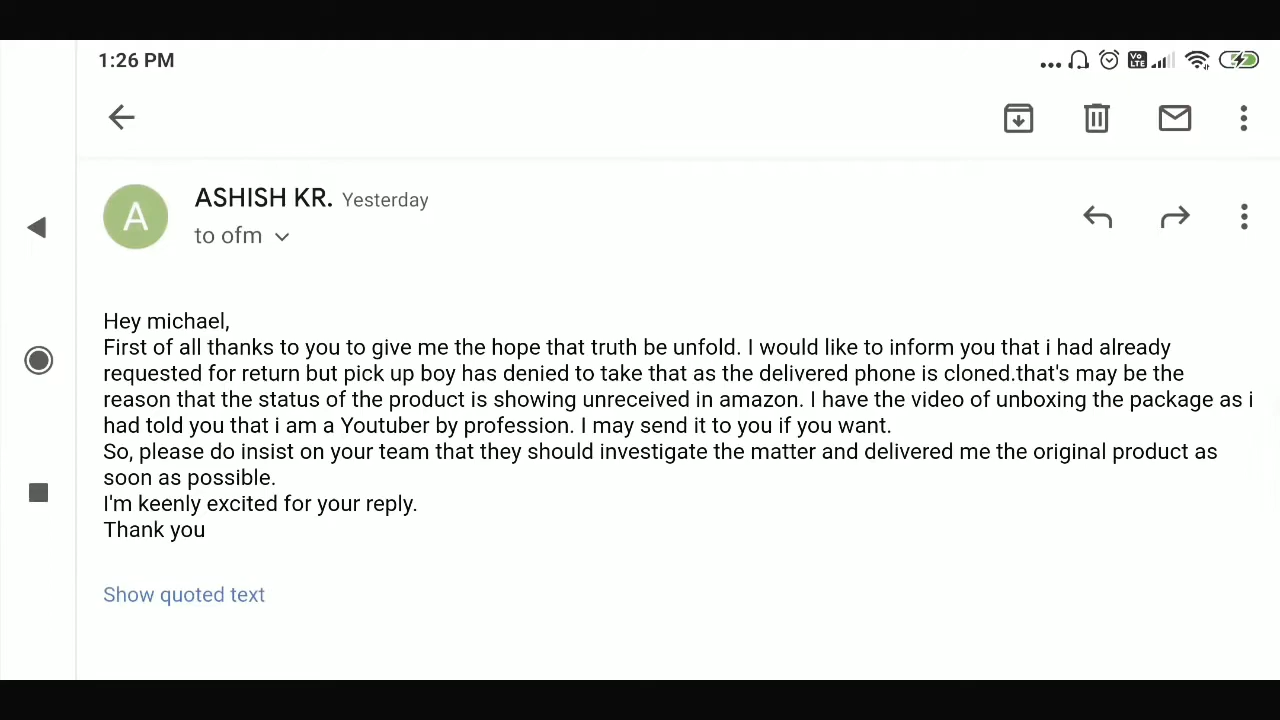 1:26 PM
VO LTE
A
ASHISH KR. Yesterday
to ofm
Hey michael,
First of all thanks to you to give me the hope that truth be unfold. I would like to inform you that i had already
requested for return but pick up boy has denied to take that as the delivered phone is cloned.that's may be the
reason that the status of the product is showing unreceived in amazon. I have the video of unboxing the package as i
had told you that i am a Youtuber by profession. I may send it to you if you want.
So, please do insist on your team that they should investigate the matter and delivered me the original product as
soon as possible.
I'm keenly excited for your reply.
Thank you
Show quoted text